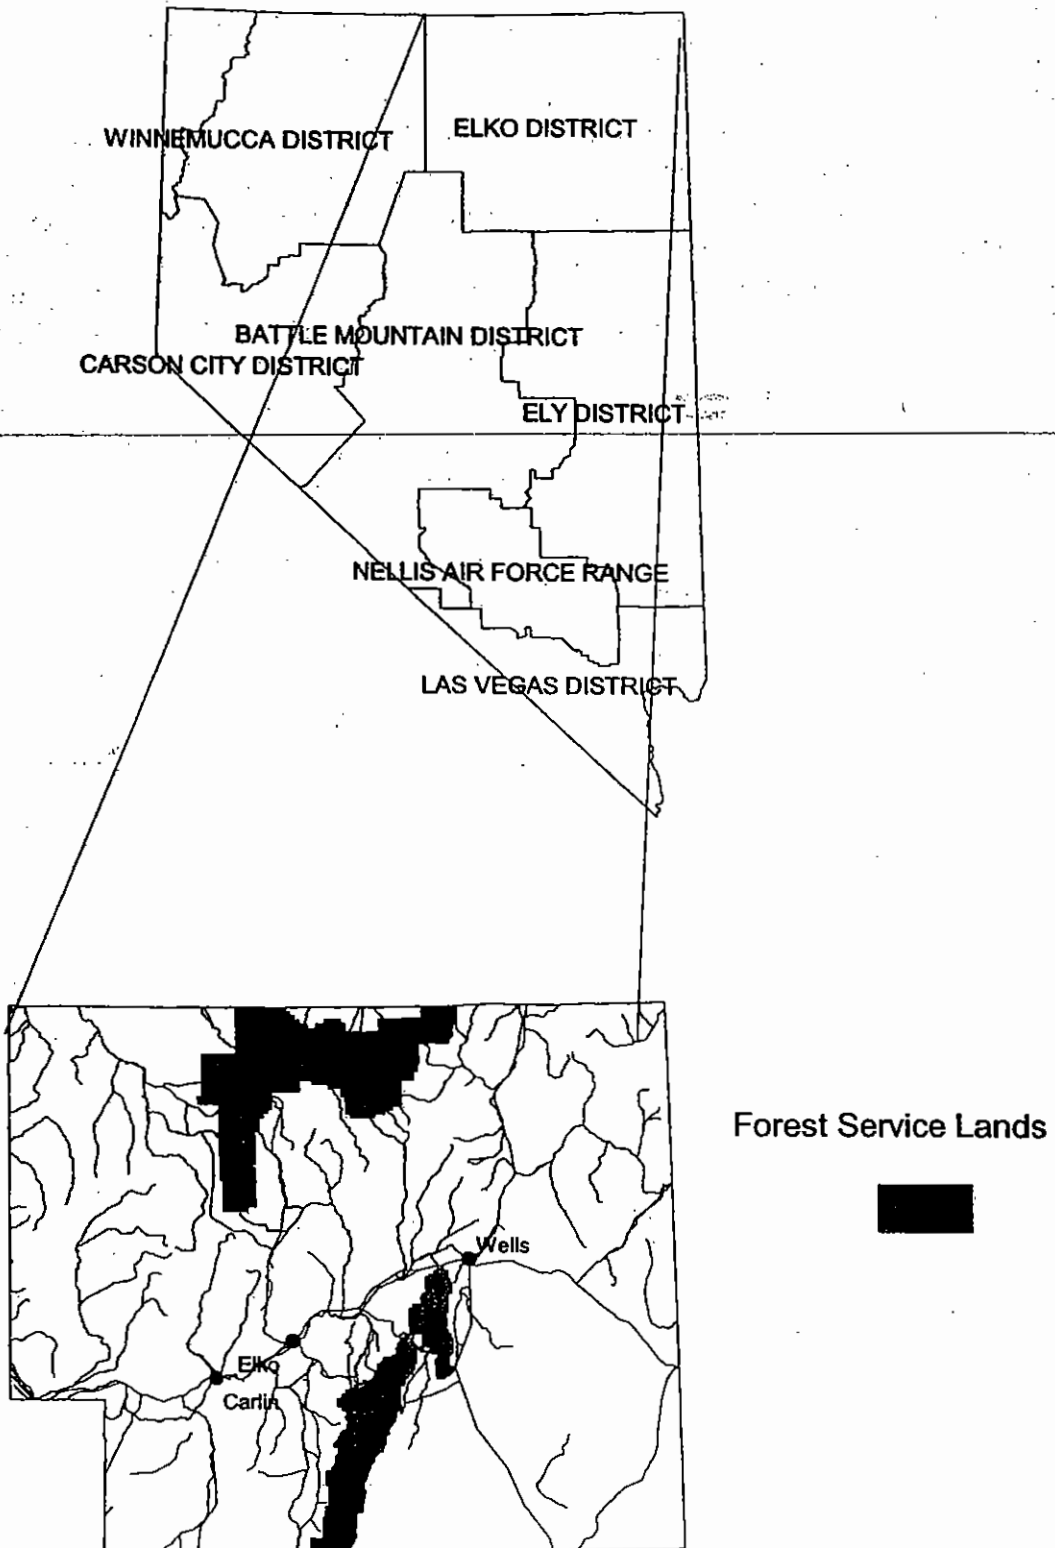 WINNEMUCCA DISTRICT
ELKO DISTRICT
BATTLE MOUNTAIN DISTRICT
CARSON CITY DISTRICT
ELY DISTRICT
NELLIS AIR FORCE RANGE
LAS VEGAS DISTRICT
Forest Service Lands
Wells
Elko
Carlin